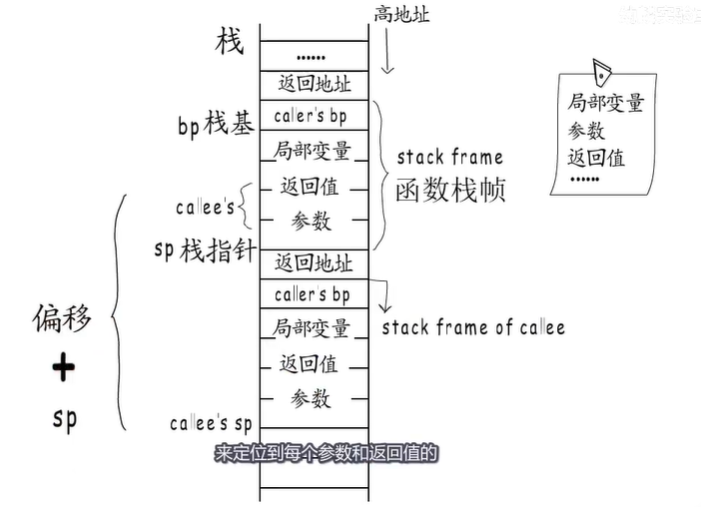 高地址
栈
......
返回地址
caller's bp
bp 栈基
局部变量
返回值
参数
callee's
stack frame
函数栈帧
局部变量
参数
返回值
......
sp 栈指针
返回地址
caller's bp
局部变量
返回值
参数
stack frame of callee
偏移
+
sp
callee's sp
来定位到每个参数和返回值的